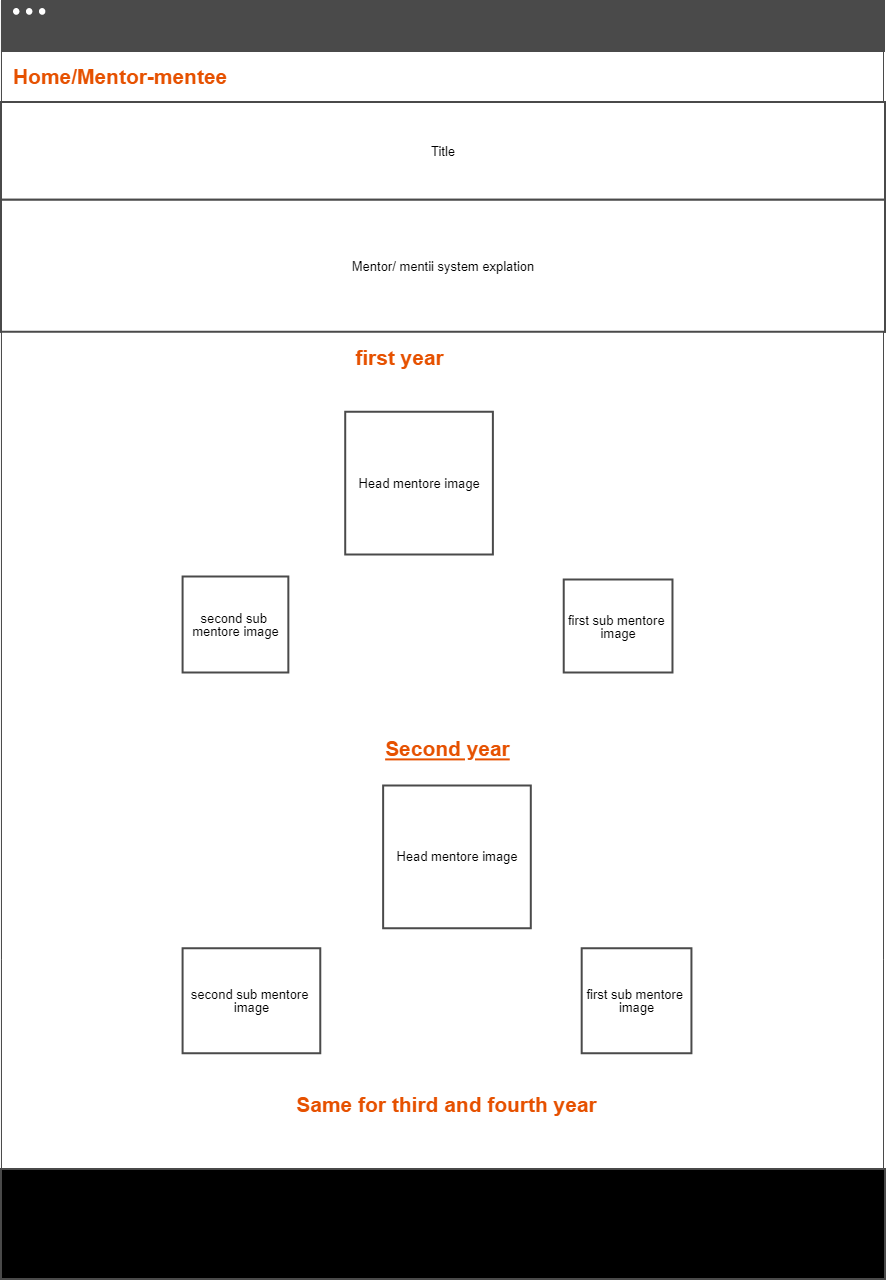 Home/Mentor-mentee
Title
Mentor/ mentii system explation
first year
Head mentore image
second sub
mentore image
first sub mentore
image
Second year
Head mentore image
second sub mentore
image
first sub mentore
image
Same for third and fourth year